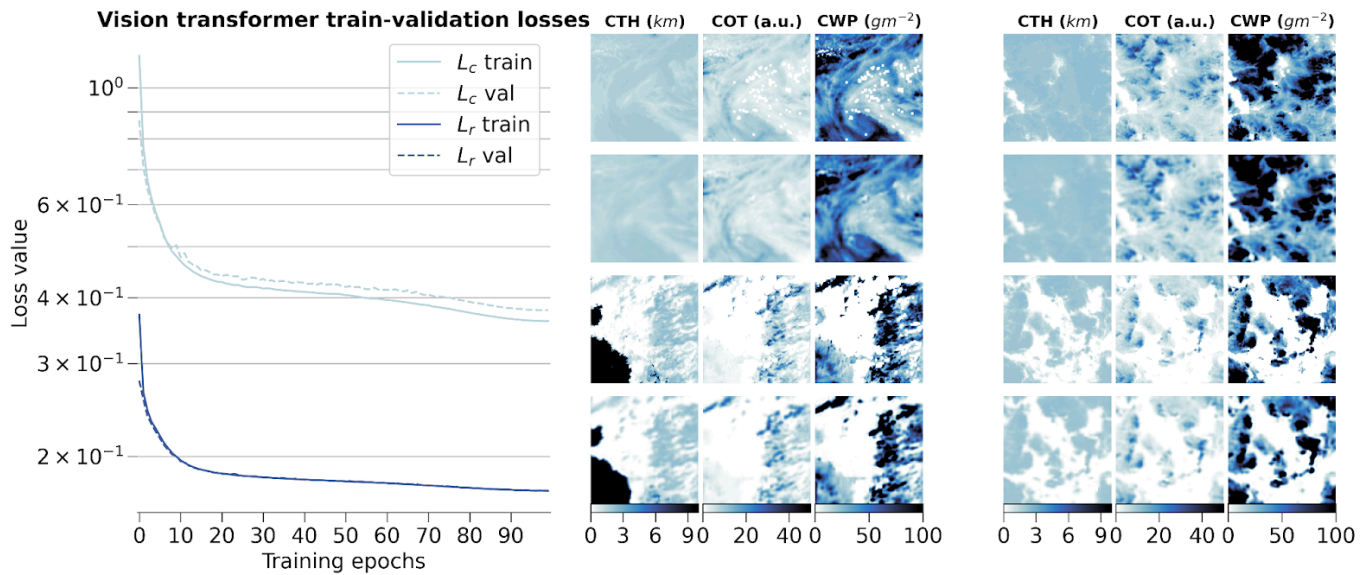 Vision transformer train-validation losses
L_c train
L_c val
L_r train
L_r val
10⁰
6 × 10⁻¹
4 × 10⁻¹
3 × 10⁻¹
2 × 10⁻¹
Loss value
0 10 20 30 40 50 60 70 80 90
Training epochs
CTH (km) COT (a.u.) CWP (gm⁻²)
0 3 6 9 0 20 40 0 50 100
CTH (km) COT (a.u.) CWP (gm⁻²)
0 3 6 9 0 20 40 0 50 100